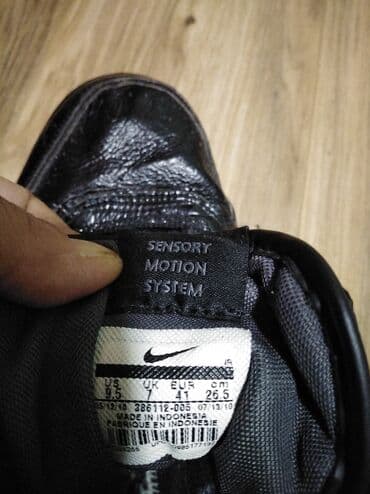 SENSORY
MOTION
SYSTEM
US UK EUR cm
9.5 7 41 26.5
386112-005 07/13/10
MADE IN INDONESIA
FABRIQUE EN INDONESIE